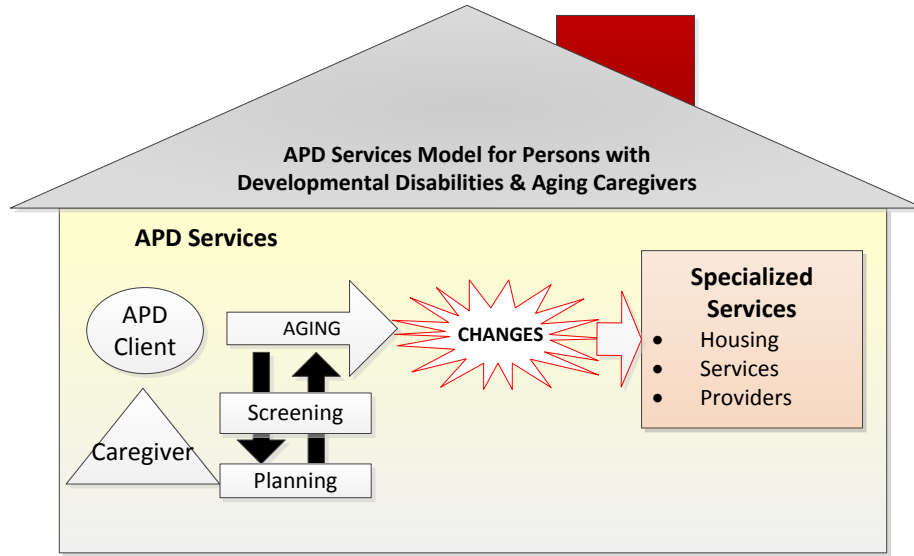 APD Services Model for Persons with
Developmental Disabilities & Aging Caregivers
APD Services
APD
Client
AGING
CHANGES
Specialized
Services
• Housing
• Services
• Providers
Screening
Caregiver
Planning